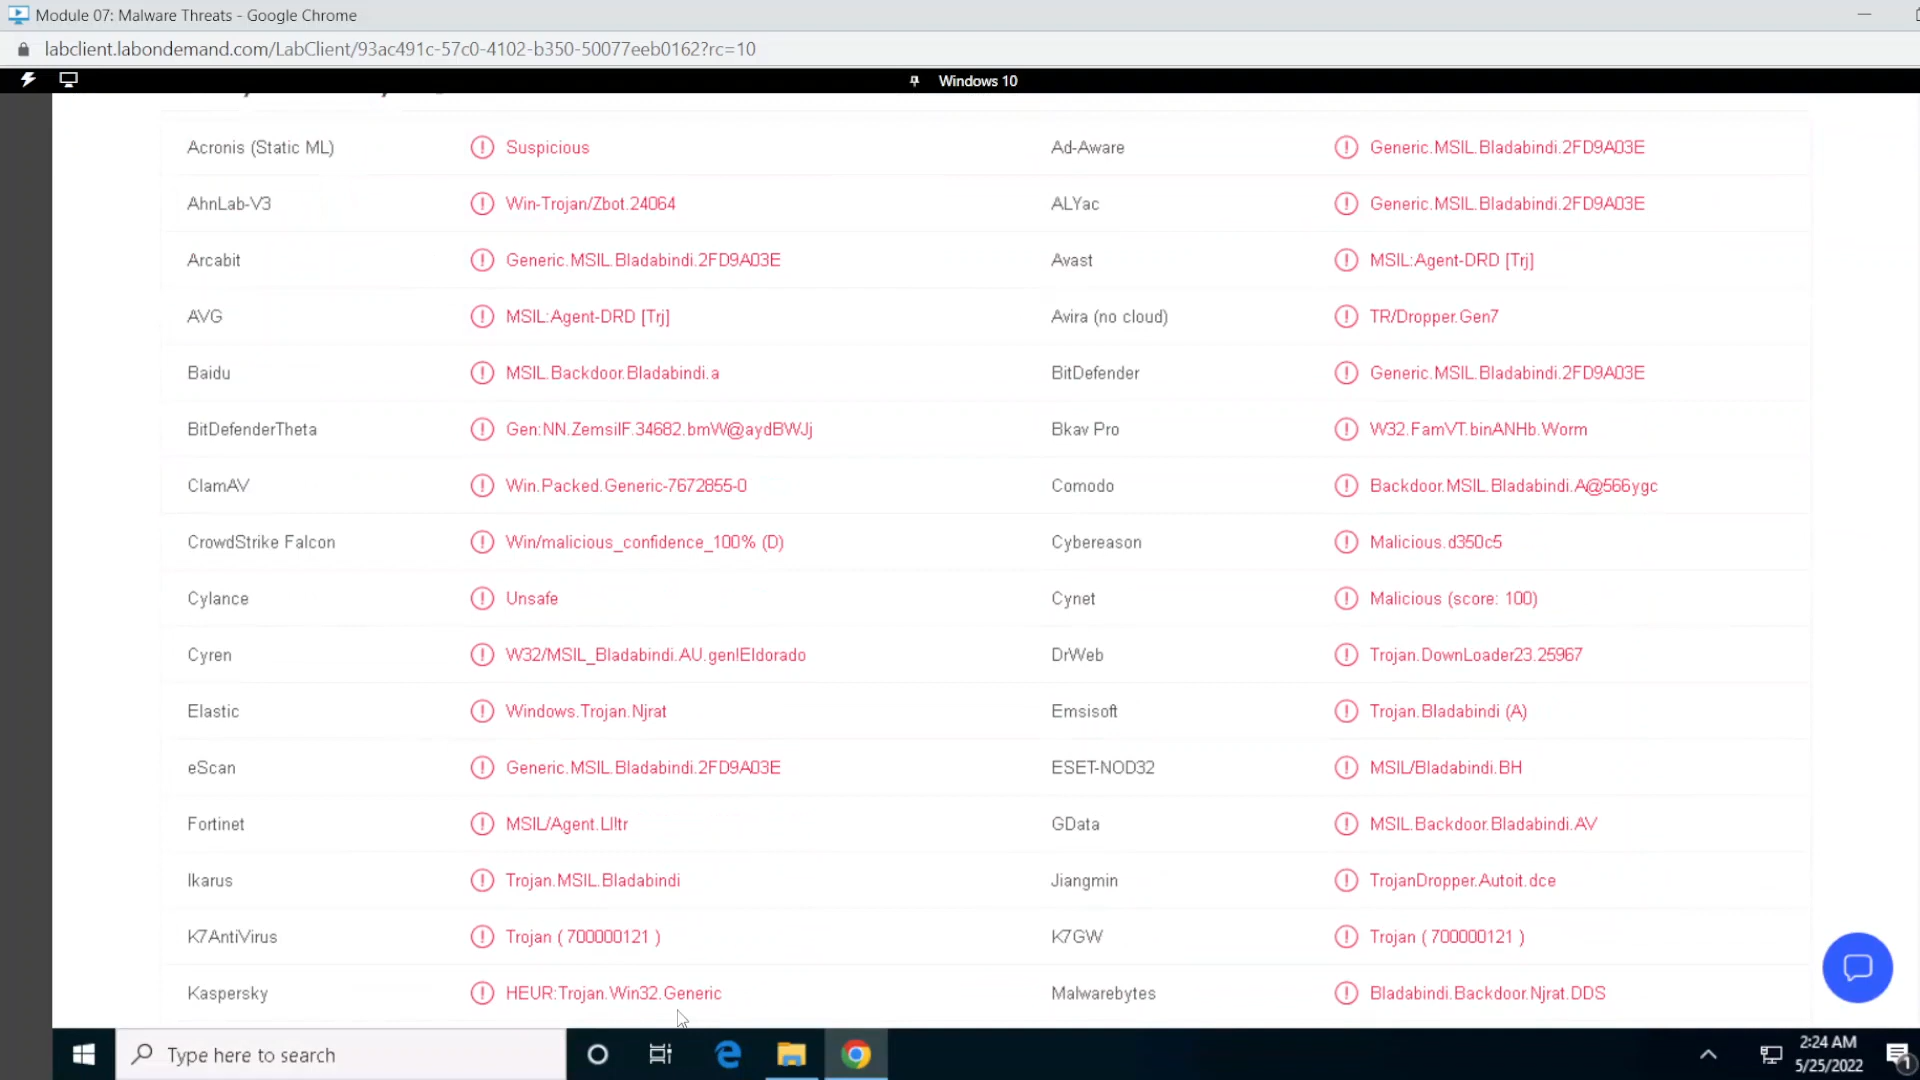 Module 07: Malware Threats - Google Chrome
labclient.labondemand.com/LabClient/93ac491c-57c0-4102-b350-50077eeb0162?rc=10
Windows 10
Acronis (Static ML) Suspicious Ad-Aware Generic.MSIL.Bladabindi.2FD9A03E
AhnLab-V3 Win-Trojan/Zbot.24064 ALYac Generic.MSIL.Bladabindi.2FD9A03E
Arcabit Generic.MSIL.Bladabindi.2FD9A03E Avast MSIL:Agent-DRD [Trj]
AVG MSIL:Agent-DRD [Trj] Avira (no cloud) TR/Dropper.Gen7
Baidu MSIL.Backdoor.Bladabindi.a BitDefender Generic.MSIL.Bladabindi.2FD9A03E
BitDefenderTheta Gen:NN.ZemsilF.34682.bmW@aydBWJj Bkav Pro W32.FamVT.binANHb.Worm
ClamAV Win.Packed.Generic-7672855-0 Comodo Backdoor.MSIL.Bladabindi.A@566ygc
CrowdStrike Falcon Win/malicious_confidence_100% (D) Cybereason Malicious.d350c5
Cylance Unsafe Cynet Malicious (score: 100)
Cyren W32/MSIL_Bladabindi.AU.gen!Eldorado DrWeb Trojan.DownLoader23.25967
Elastic Windows.Trojan.Njrat Emsisoft Trojan.Bladabindi (A)
eScan Generic.MSIL.Bladabindi.2FD9A03E ESET-NOD32 MSIL/Bladabindi.BH
Fortinet MSIL/Agent.LI!tr GData MSIL.Backdoor.Bladabindi.AV
Ikarus Trojan.MSIL.Bladabindi Jiangmin TrojanDropper.Autoit.dce
K7AntiVirus Trojan ( 700000121 ) K7GW Trojan ( 700000121 )
Kaspersky HEUR:Trojan.Win32.Generic Malwarebytes Bladabindi.Backdoor.Njrat.DDS
Type here to search
2:24 AM
5/25/2022
1